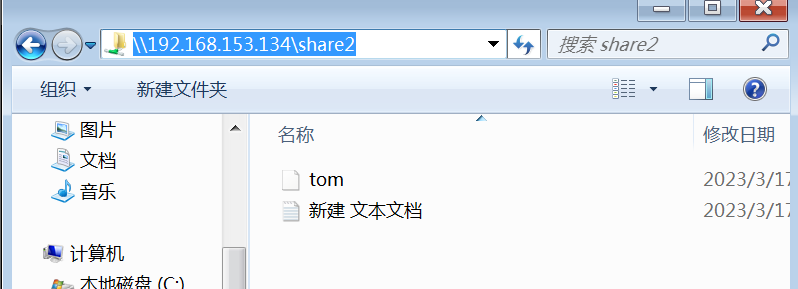 \\192.168.153.134\share2
搜索 share2
组织
新建文件夹
图片
文档
音乐
计算机
本地磁盘 (C:)
名称
修改日期
tom
2023/3/17
新建 文本文档
2023/3/17